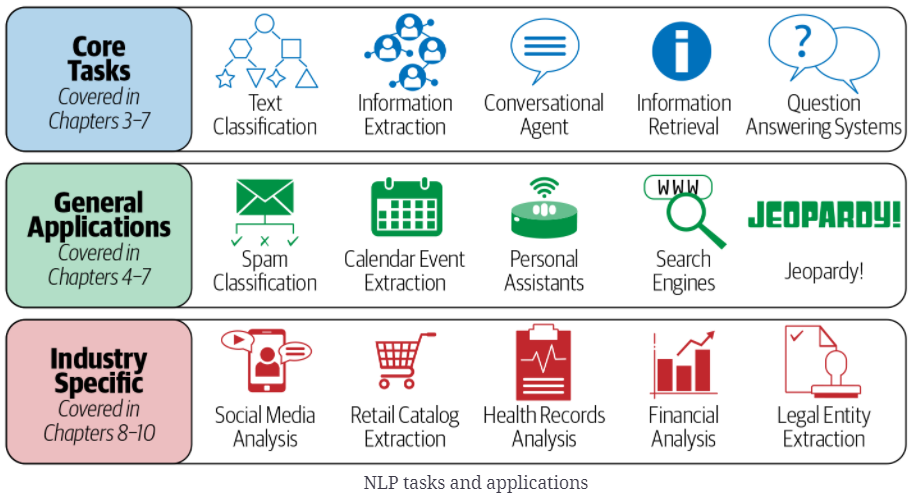 Core
Tasks
Covered in
Chapters 3–7
Text
Classification
Information
Extraction
Conversational
Agent
Information
Retrieval
?
Question
Answering Systems
General
Applications
Covered in
Chapters 4–7
Spam
Classification
Calendar Event
Extraction
Personal
Assistants
WWW
Search
Engines
JEOPARDY!
Jeopardy!
Industry
Specific
Covered in
Chapters 8–10
Social Media
Analysis
Retail Catalog
Extraction
Health Records
Analysis
Financial
Analysis
Legal Entity
Extraction
NLP tasks and applications